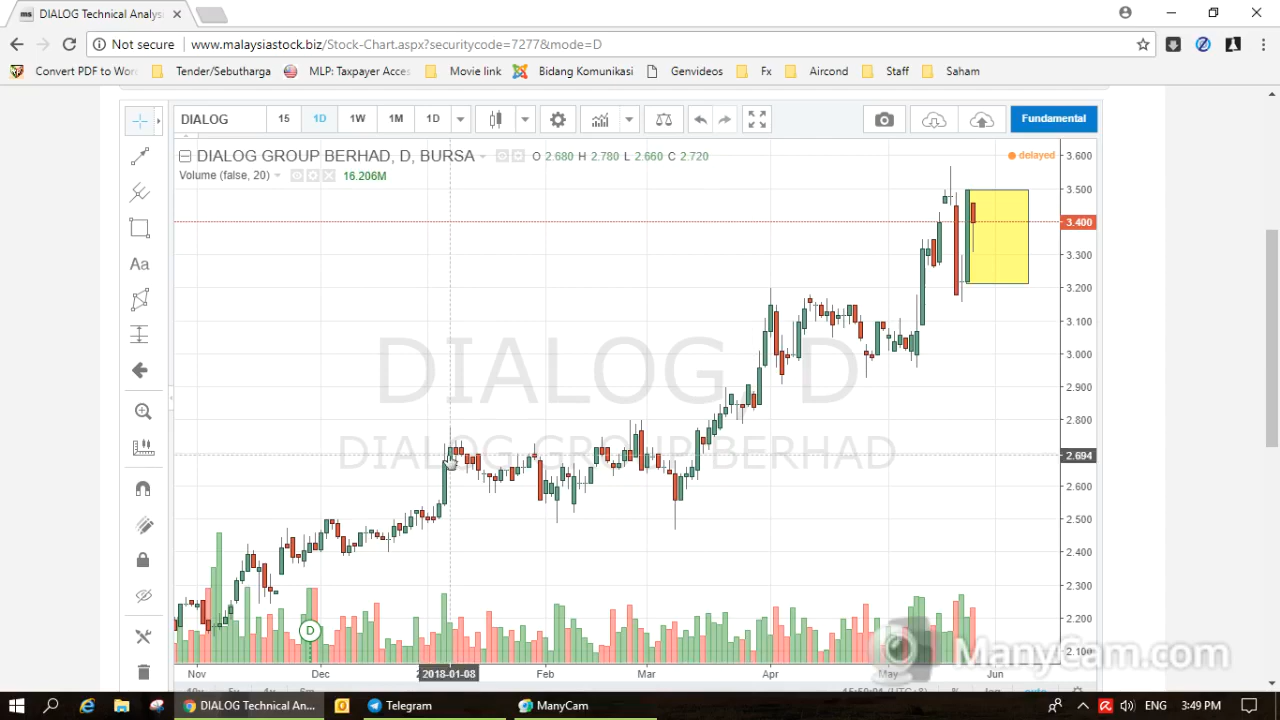 DIALOG Technical Analysis
Not secure
www.malaysiastock.biz/Stock-Chart.aspx?securitycode=7277&mode=D
Convert PDF to Word
Tender/Sebutharga
MLP: Taxpayer Access
Movie link
Bidang Komunikasi
Genvideos
Fx
Aircond
Staff
Saham
DIALOG
15
1D
1W
1M
1D
Fundamental
DIALOG GROUP BERHAD, D, BURSA
O 2.680 H 2.780 L 2.660 C 2.720
delayed
Volume (false, 20)
16.206M
Aa
DIALOG, D
DIALOG GROUP BERHAD
3.600
3.500
3.400
3.300
3.200
3.100
3.000
2.900
2.800
2.694
2.600
2.500
2.400
2.300
2.200
2.100
D
Nov
Dec
2018-01-08
Feb
Mar
Apr
May
Jun
ManyCam.com
DIALOG Technical An...
Telegram
ManyCam
ENG
3:49 PM